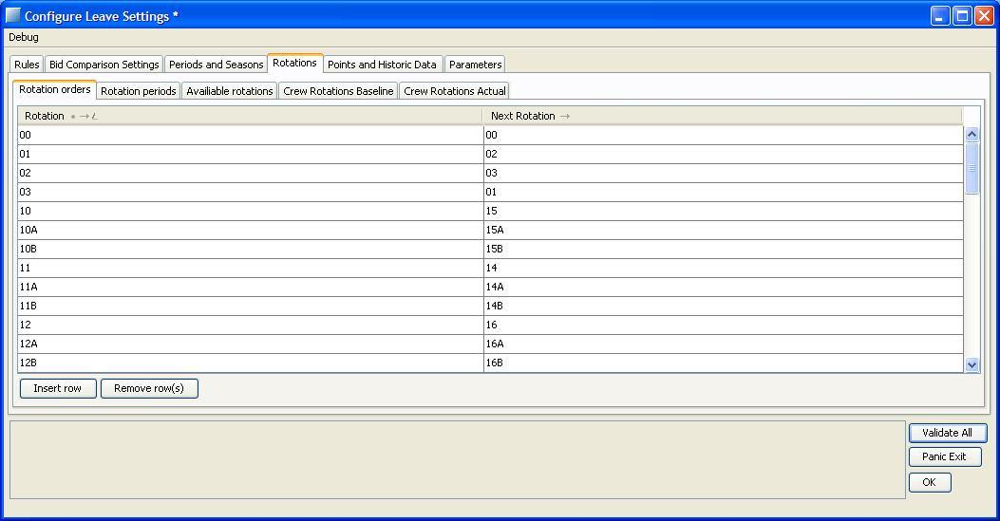 Configure Leave Settings *
Debug
Rules Bid Comparison Settings Periods and Seasons Rotations Points and Historic Data Parameters
Rotation orders Rotation periods Availiable rotations Crew Rotations Baseline Crew Rotations Actual
Rotation Next Rotation
00 00
01 02
02 03
03 01
10 15
10A 15A
10B 15B
11 14
11A 14A
11B 14B
12 16
12A 16A
12B 16B
Insert row Remove row(s)
Validate All
Panic Exit
OK